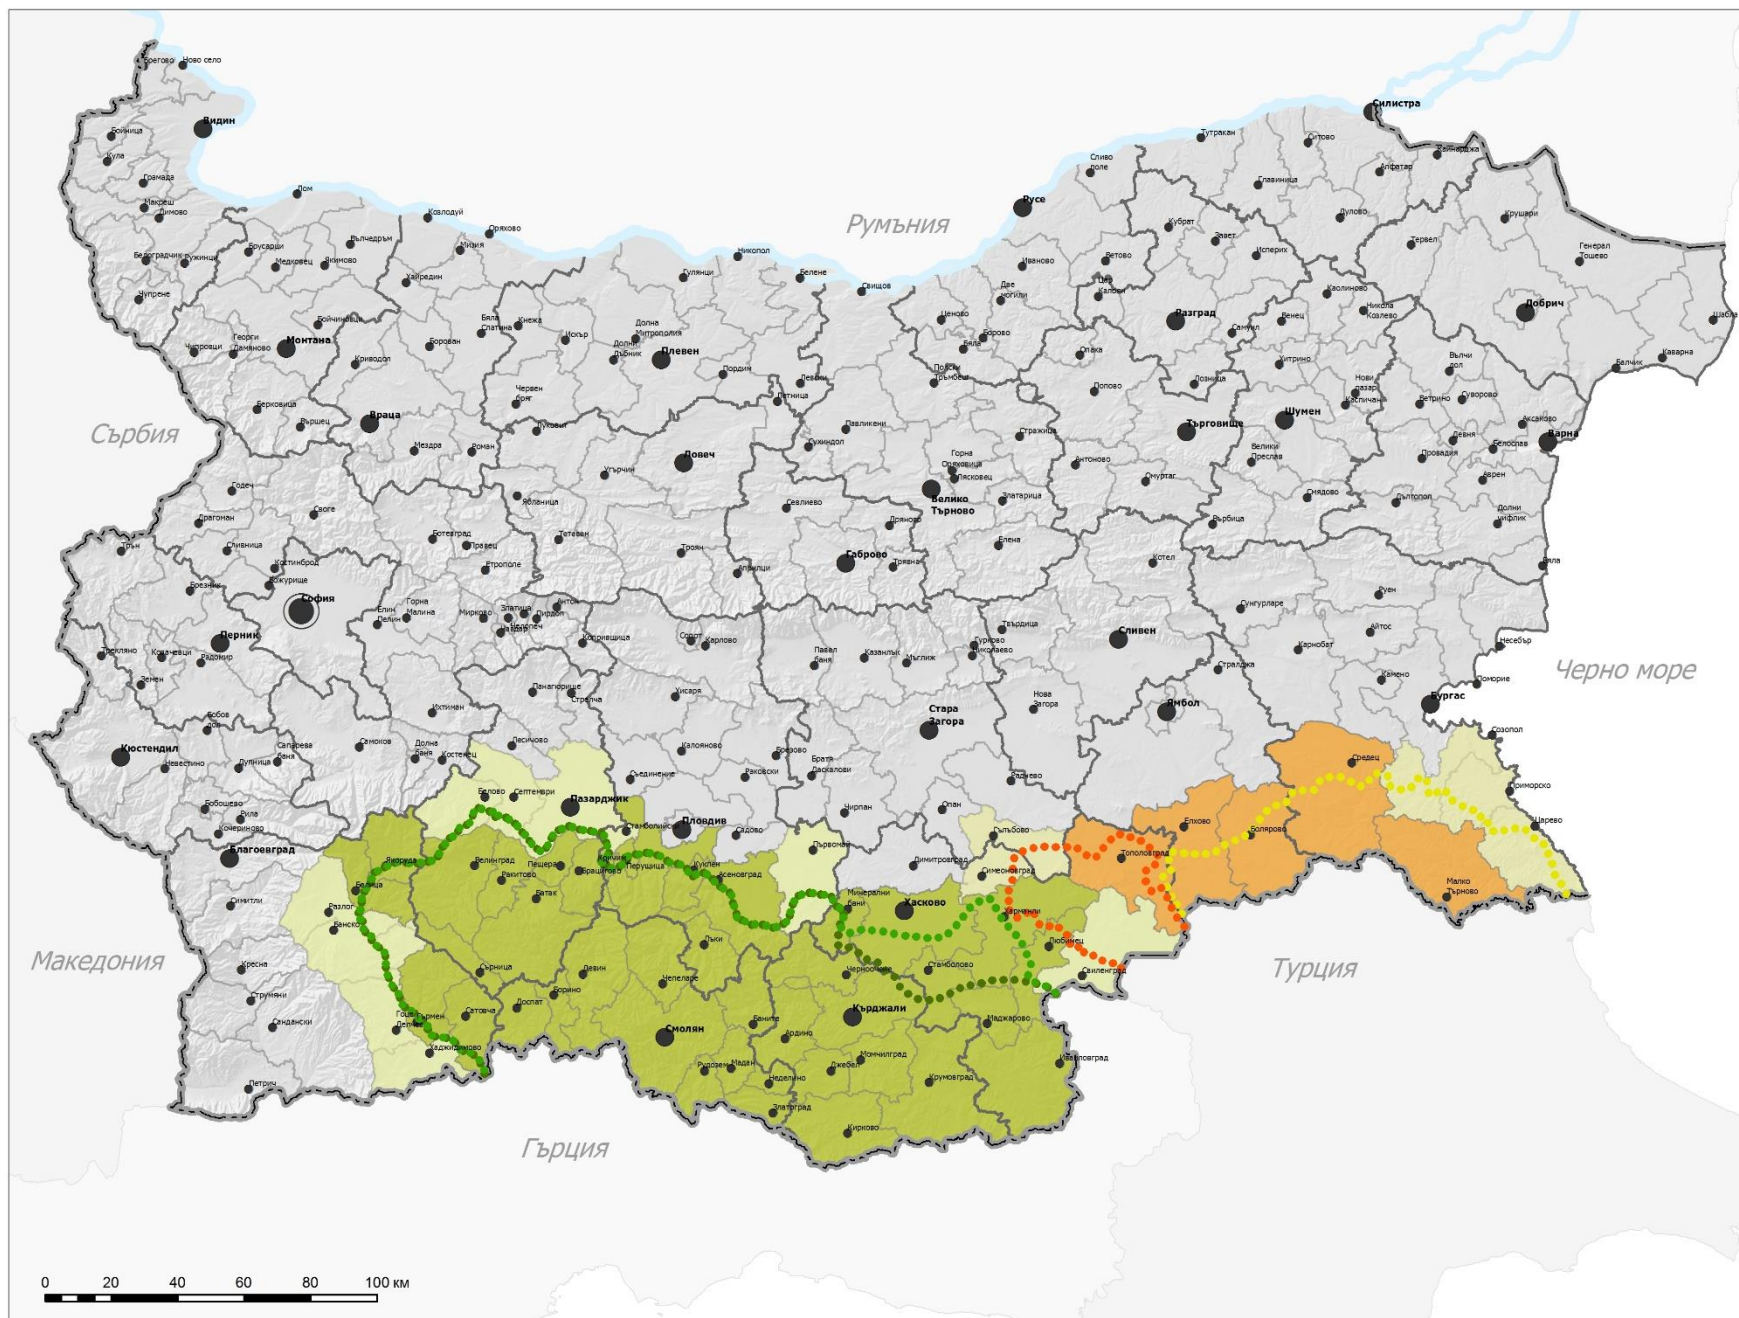 Брегово
Ново село
Видин
Бойница
Кула
Грамада
Макреш
Димово
Лом
Козлодуй
Оряхово
Мизия
Вълчедръм
Брусарци
Медковец
Якимово
Белоградчик
Ружинци
Чупрене
Хайредин
Румъния
Русе
Сливо
поле
Тутракан
Силистра
Ситово
Кайнарджа
Алфатар
Главиница
Дулово
Кубрат
Завет
Исперих
Крушари
Тервел
Генерал
Тошево
Никопол
Гулянци
Белене
Свищов
Иваново
Ветово
Две
могили
Цар
Калоян
Ценово
Борово
Бяла
Разград
Самуил
Каолиново
Никола
Козлево
Венец
Добрич
Шабла
Каварна
Балчик
Бойчиновци
Георги
Дамяново
Чипровци
Монтана
Криводол
Борован
Бяла
Слатина
Кнежа
Искър
Долна
Митрополия
Долни
Дъбник
Плевен
Пордим
Левски
Летница
Полски
Тръмбеш
Опака
Попово
Лозница
Хитрино
Нови
пазар
Каспичан
Вълчи
дол
Ветрино
Суворово
Аксаково
Варна
Девня
Белослав
Провадия
Аврен
Берковица
Вършец
Враца
Червен
бряг
Мездра
Роман
Луковит
Ловеч
Угърчин
Павликени
Сухиндол
Стражица
Горна
Оряховица
Лясковец
Велико
Търново
Златарица
Търговище
Антоново
Омуртаг
Шумен
Велики
Преслав
Смядово
Върбица
Дългопол
Долни
чифлик
Бяла
Сърбия
Годеч
Своге
Драгоман
Сливница
Трън
Костинброд
Божурище
Брезник
София
Перник
Ботевград
Правец
Етрополе
Ябланица
Тетевен
Троян
Априлци
Севлиево
Дряново
Габрово
Трявна
Елена
Котел
Сунгурларе
Руен
Айтос
Карнобат
Несебър
Поморие
Камено
Бургас
Черно море
Елин
Пелин
Горна
Малина
Мирково
Златица
Антон
Пирдоп
Челопеч
Чавдар
Копривщица
Сопот
Карлово
Павел
баня
Казанлък
Мъглиж
Гурково
Николаево
Твърдица
Сливен
Стралджа
Трекляно
Ковачевци
Радомир
Земен
Кюстендил
Невестино
Бобов
дол
Дупница
Сапарева
баня
Самоков
Ихтиман
Долна
баня
Костенец
Панагюрище
Стрелча
Лесичово
Хисаря
Калояново
Съединение
Раковски
Брезово
Братя
Даскалови
Стара
Загора
Нова
Загора
Раднево
Ямбол
Средец
Созопол
Приморско
Царево
Бобошево
Рила
Кочериново
Благоевград
Белово
Септември
Пазарджик
Стамболийски
Пловдив
Садово
Чирпан
Опан
Гълъбово
Първомай
Димитровград
Симеоновград
Тополовград
Елхово
Болярово
Малко
Търново
Якоруда
Белица
Разлог
Банско
Симитли
Велинград
Ракитово
Пещера
Батак
Брацигово
Кричим
Перущица
Куклен
Асеновград
Минерални
бани
Хасково
Харманли
Любимец
Свиленград
Македония
Турция
Кресна
Струмяни
Сандански
Петрич
Гоце
Делчев
Гърмен
Сатовча
Хаджидимово
Сърница
Доспат
Девин
Борино
Лъки
Чепеларе
Смолян
Баните
Рудозем
Мадан
Неделино
Златоград
Ардино
Черноочене
Стамболово
Кърджали
Маджарово
Момчилград
Джебел
Крумовград
Ивайловград
Кирково
Гърция
0 20 40 60 80 100 км